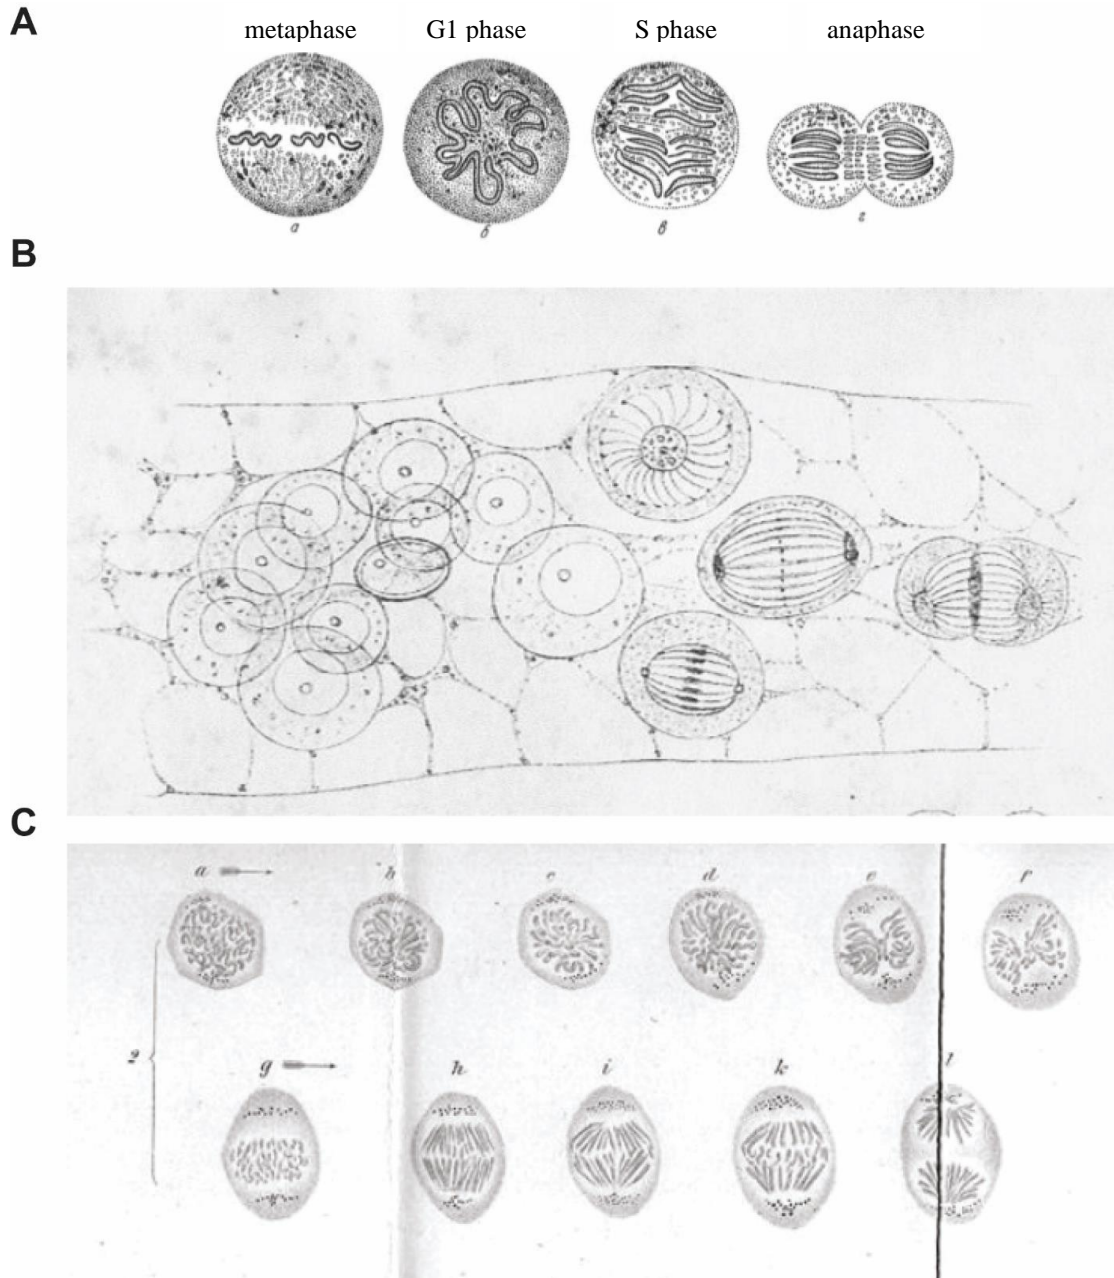 A
metaphase G1 phase S phase anaphase
а б в г
B
C
a b c d e f
g h i k l
2